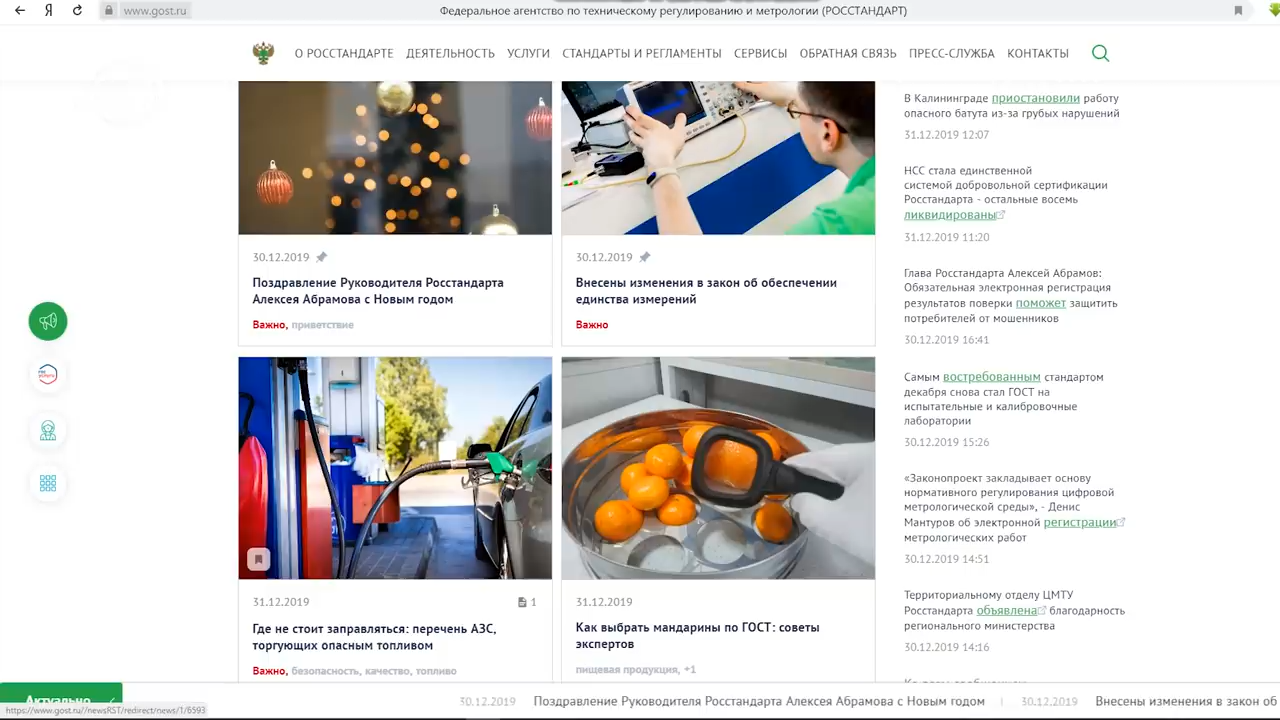 Я
www.gost.ru
Федеральное агентство по техническому регулированию и метрологии (РОССТАНДАРТ)
О РОССТАНДАРТЕ ДЕЯТЕЛЬНОСТЬ УСЛУГИ СТАНДАРТЫ И РЕГЛАМЕНТЫ СЕРВИСЫ ОБРАТНАЯ СВЯЗЬ ПРЕСС-СЛУЖБА КОНТАКТЫ
30.12.2019
Поздравление Руководителя Росстандарта
Алексея Абрамова с Новым годом
Важно, приветствие
30.12.2019
Внесены изменения в закон об обеспечении
единства измерений
Важно
31.12.2019 1
Где не стоит заправляться: перечень АЗС,
торгующих опасным топливом
Важно, безопасность, качество, топливо
31.12.2019
Как выбрать мандарины по ГОСТ: советы
экспертов
пищевая продукция, +1
В Калининграде приостановили работу
опасного батута из-за грубых нарушений
31.12.2019 12:07
НСС стала единственной
системой добровольной сертификации
Росстандарта - остальные восемь
ликвидированы
31.12.2019 11:20
Глава Росстандарта Алексей Абрамов:
Обязательная электронная регистрация
результатов поверки поможет защитить
потребителей от мошенников
30.12.2019 16:41
Самым востребованным стандартом
декабря снова стал ГОСТ на
испытательные и калибровочные
лаборатории
30.12.2019 15:26
«Законопроект закладывает основу
нормативного регулирования цифровой
метрологической среды», - Денис
Мантуров об электронной регистрации
метрологических работ
30.12.2019 14:51
Территориальному отделу ЦМТУ
Росстандарта объявлена благодарность
регионального министерства
30.12.2019 14:16
Актуально
30.12.2019 Поздравление Руководителя Росстандарта Алексея Абрамова с Новым годом 30.12.2019 Внесены изменения в закон об
https://www.gost.ru//newsRST/redirect/news/1/6593